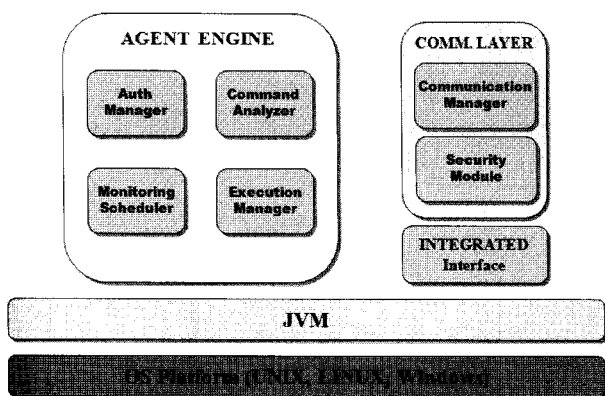 AGENT ENGINE
Auth
Manager
Command
Analyzer
Monitoring
Scheduler
Execution
Manager
COMM. LAYER
Communication
Manager
Security
Module
INTEGRATED
Interface
JVM
OS Platform (UNIX, LINUX, Windows)